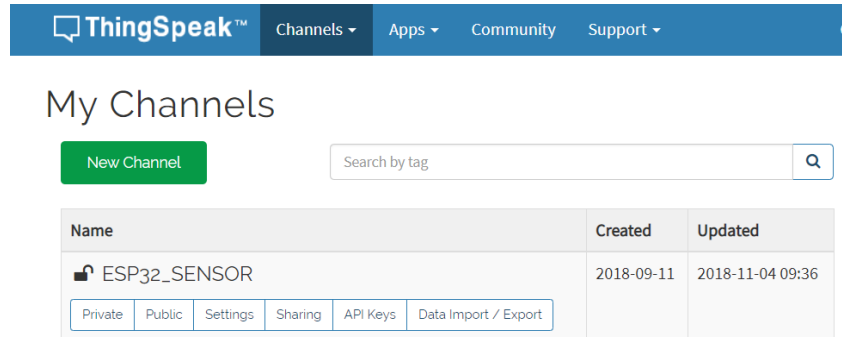 ThingSpeak™ Channels Apps Community Support
My Channels
New Channel Search by tag
Name Created Updated
ESP32_SENSOR 2018-09-11 2018-11-04 09:36
Private Public Settings Sharing API Keys Data Import / Export